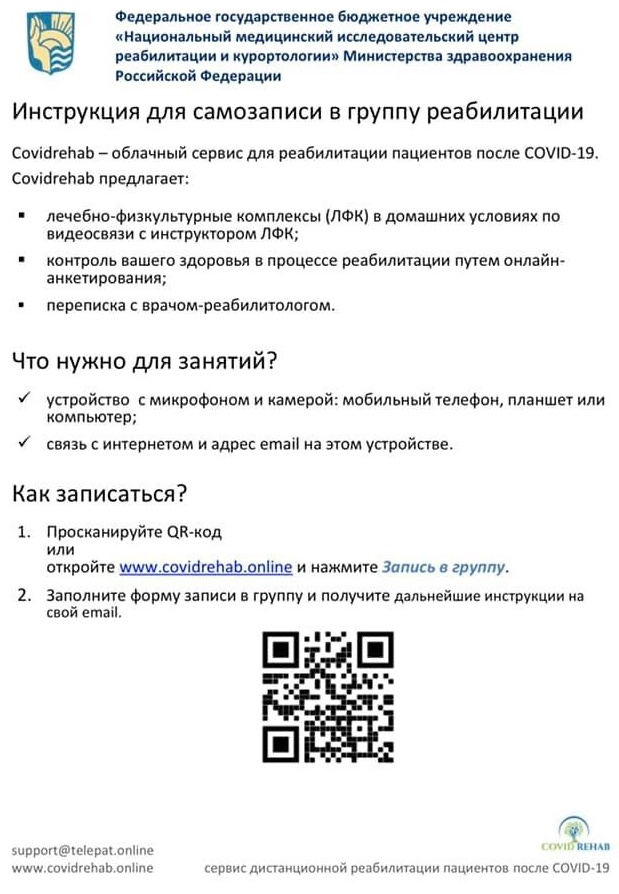 Федеральное государственное бюджетное учреждение
«Национальный медицинский исследовательский центр
реабилитации и курортологии» Министерства здравоохранения
Российской Федерации
Инструкция для самозаписи в группу реабилитации
Covidrehab – облачный сервис для реабилитации пациентов после COVID-19.
Covidrehab предлагает:
▪ лечебно-физкультурные комплексы (ЛФК) в домашних условиях по
видеосвязи с инструктором ЛФК;
▪ контроль вашего здоровья в процессе реабилитации путем онлайн-
анкетирования;
▪ переписка с врачом-реабилитологом.
Что нужно для занятий?
✓ устройство с микрофоном и камерой: мобильный телефон, планшет или
компьютер;
✓ связь с интернетом и адрес email на этом устройстве.
Как записаться?
1. Просканируйте QR-код
или
откройте www.covidrehab.online и нажмите Запись в группу.
2. Заполните форму записи в группу и получите дальнейшие инструкции на
свой email.
COVID REHAB
support@telepat.online
www.covidrehab.online сервис дистанционной реабилитации пациентов после COVID-19